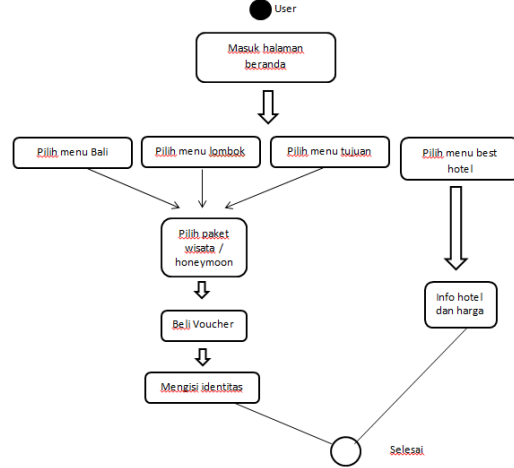 User
Masuk halaman
beranda
Pilih menu Bali
Pilih menu lombok
Pilih menu tujuan
Pilih menu best
hotel
Pilih paket
wisata /
honeymoon
Info hotel
dan harga
Beli Voucher
Mengisi identitas
Selesai